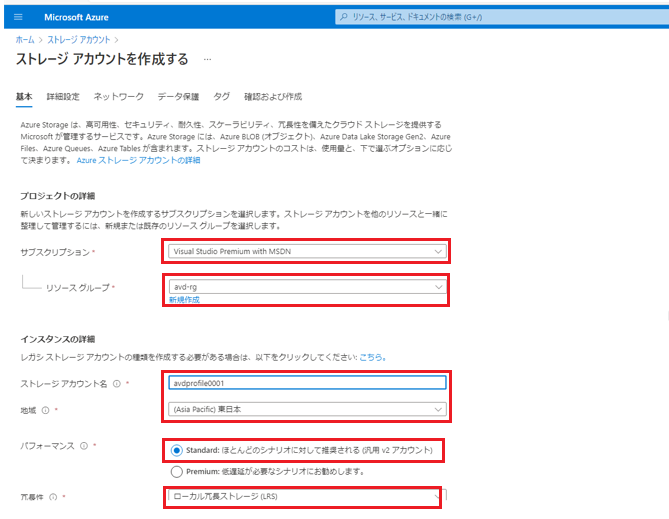 Microsoft Azure
リソース、サービス、ドキュメントの検索 (G+/)
ホーム > ストレージ アカウント >
ストレージ アカウントを作成する ...
基本 詳細設定 ネットワーク データ保護 タグ 確認および作成
Azure Storage は、高可用性、セキュリティ、耐久性、スケーラビリティ、冗長性を備えたクラウド ストレージを提供する
Microsoft が管理するサービスです。Azure Storage には、Azure BLOB (オブジェクト)、Azure Data Lake Storage Gen2、Azure
Files、Azure Queues、Azure Tables が含まれます。ストレージ アカウントのコストは、使用量と、下で選ぶオプションに応じ
て決まります。 Azure ストレージ アカウントの詳細
プロジェクトの詳細
新しいストレージ アカウントを作成するサブスクリプションを選択します。ストレージ アカウントを他のリソースと一緒に
整理して管理するには、新規または既存のリソース グループを選択します。
サブスクリプション *
Visual Studio Premium with MSDN
リソース グループ *
avd-rg
新規作成
インスタンスの詳細
レガシ ストレージ アカウントの種類を作成する必要がある場合は、以下をクリックしてください: こちら。
ストレージ アカウント名 *
avdprofile0001
地域 *
(Asia Pacific) 東日本
パフォーマンス *
Standard: ほとんどのシナリオに対して推奨される (汎用 v2 アカウント)
Premium: 低遅延が必要なシナリオにお勧めします。
冗長性 *
ローカル冗長ストレージ (LRS)